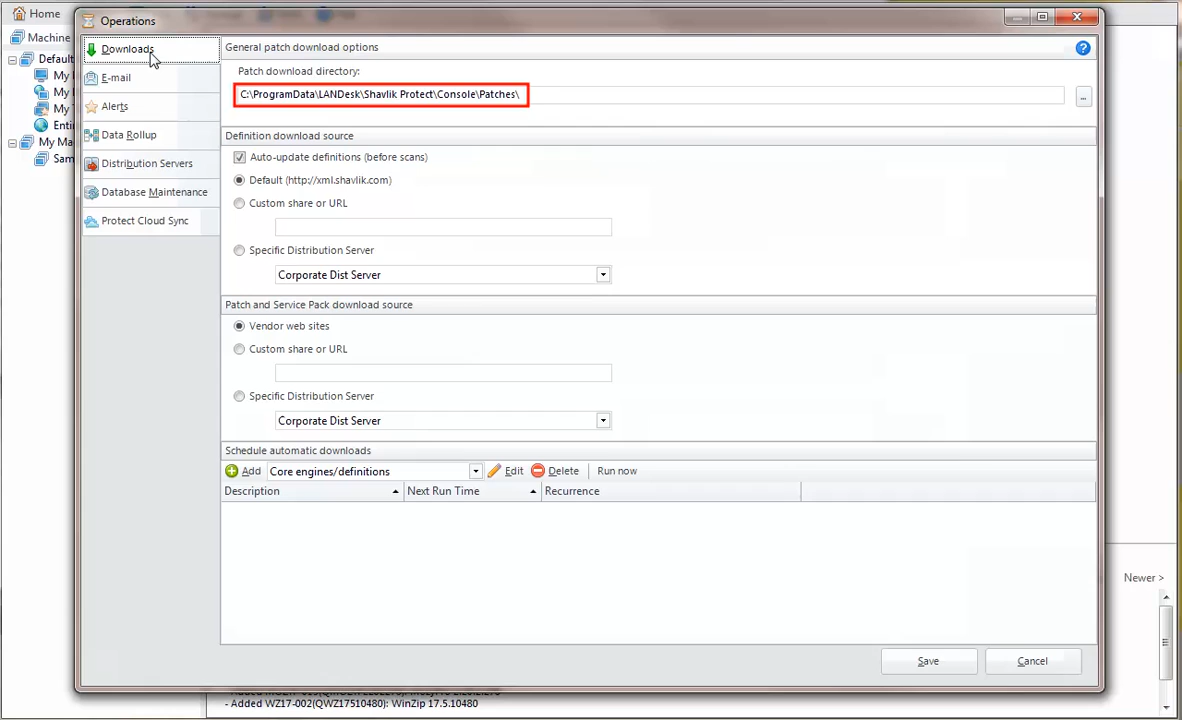 Home
Operations
Machine
Default
My
My
My
Enti
My Ma
Sam
Downloads
E-mail
Alerts
Data Rollup
Distribution Servers
Database Maintenance
Protect Cloud Sync
General patch download options
Patch download directory:
C:\ProgramData\LANDesk\Shavlik Protect\Console\Patches\
...
Definition download source
Auto-update definitions (before scans)
Default (http://xml.shavlik.com)
Custom share or URL
Specific Distribution Server
Corporate Dist Server
Patch and Service Pack download source
Vendor web sites
Custom share or URL
Specific Distribution Server
Corporate Dist Server
Schedule automatic downloads
Add Core engines/definitions Edit Delete Run now
Description Next Run Time Recurrence
Save Cancel
Newer >
- Added WZ17-002(QWZ17510480): WinZip 17.5.10480